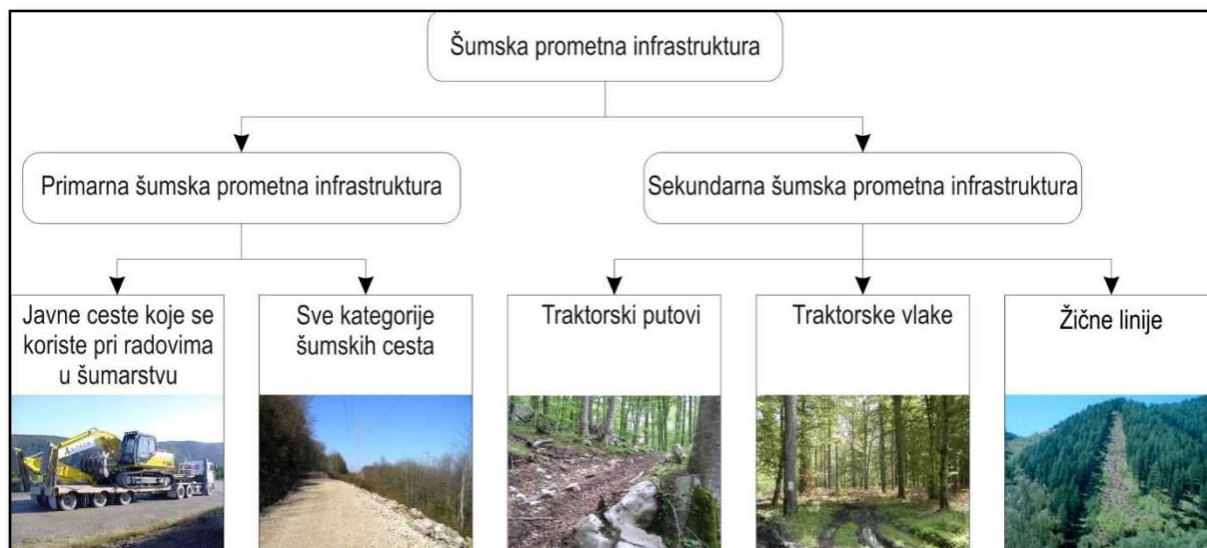 Šumska prometna infrastruktura
Primarna šumska prometna infrastruktura
Sekundarna šumska prometna infrastruktura
Javne ceste koje se
koriste pri radovima
u šumarstvu
Sve kategorije
šumskih cesta
Traktorski putovi
Traktorske vlake
Žične linije